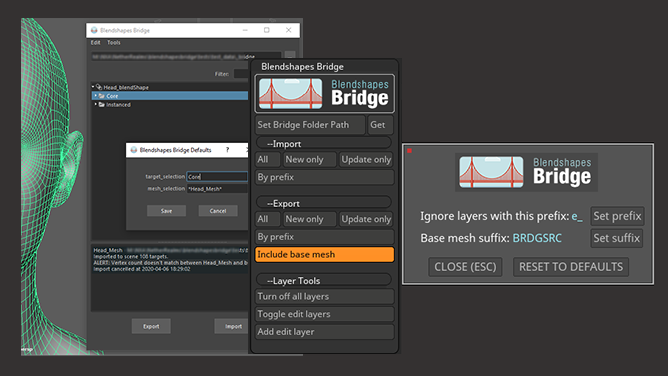 Blendshapes Bridge
Edit Tools
Filter:
Head_blendShape
Core
Instanced
Blendshapes Bridge Defaults ?
target_selection Core
mesh_selection *Head_Mesh*
Save Cancel
Head_Mesh
Imported to scene 108 targets.
ALERT: Vertex count doesn't match between Head_Mesh and b
Import cancelled at 2020-04-06 18:29:02
Export Import
Blendshapes Bridge
Blendshapes
Bridge
Set Bridge Folder Path Get
--Import
All New only Update only
By prefix
--Export
All New only Update only
By prefix
Include base mesh
--Layer Tools
Turn off all layers
Toggle edit layers
Add edit layer
Blendshapes
Bridge
Ignore layers with this prefix: e_ Set prefix
Base mesh suffix: BRDGSRC Set suffix
CLOSE (ESC) RESET TO DEFAULTS